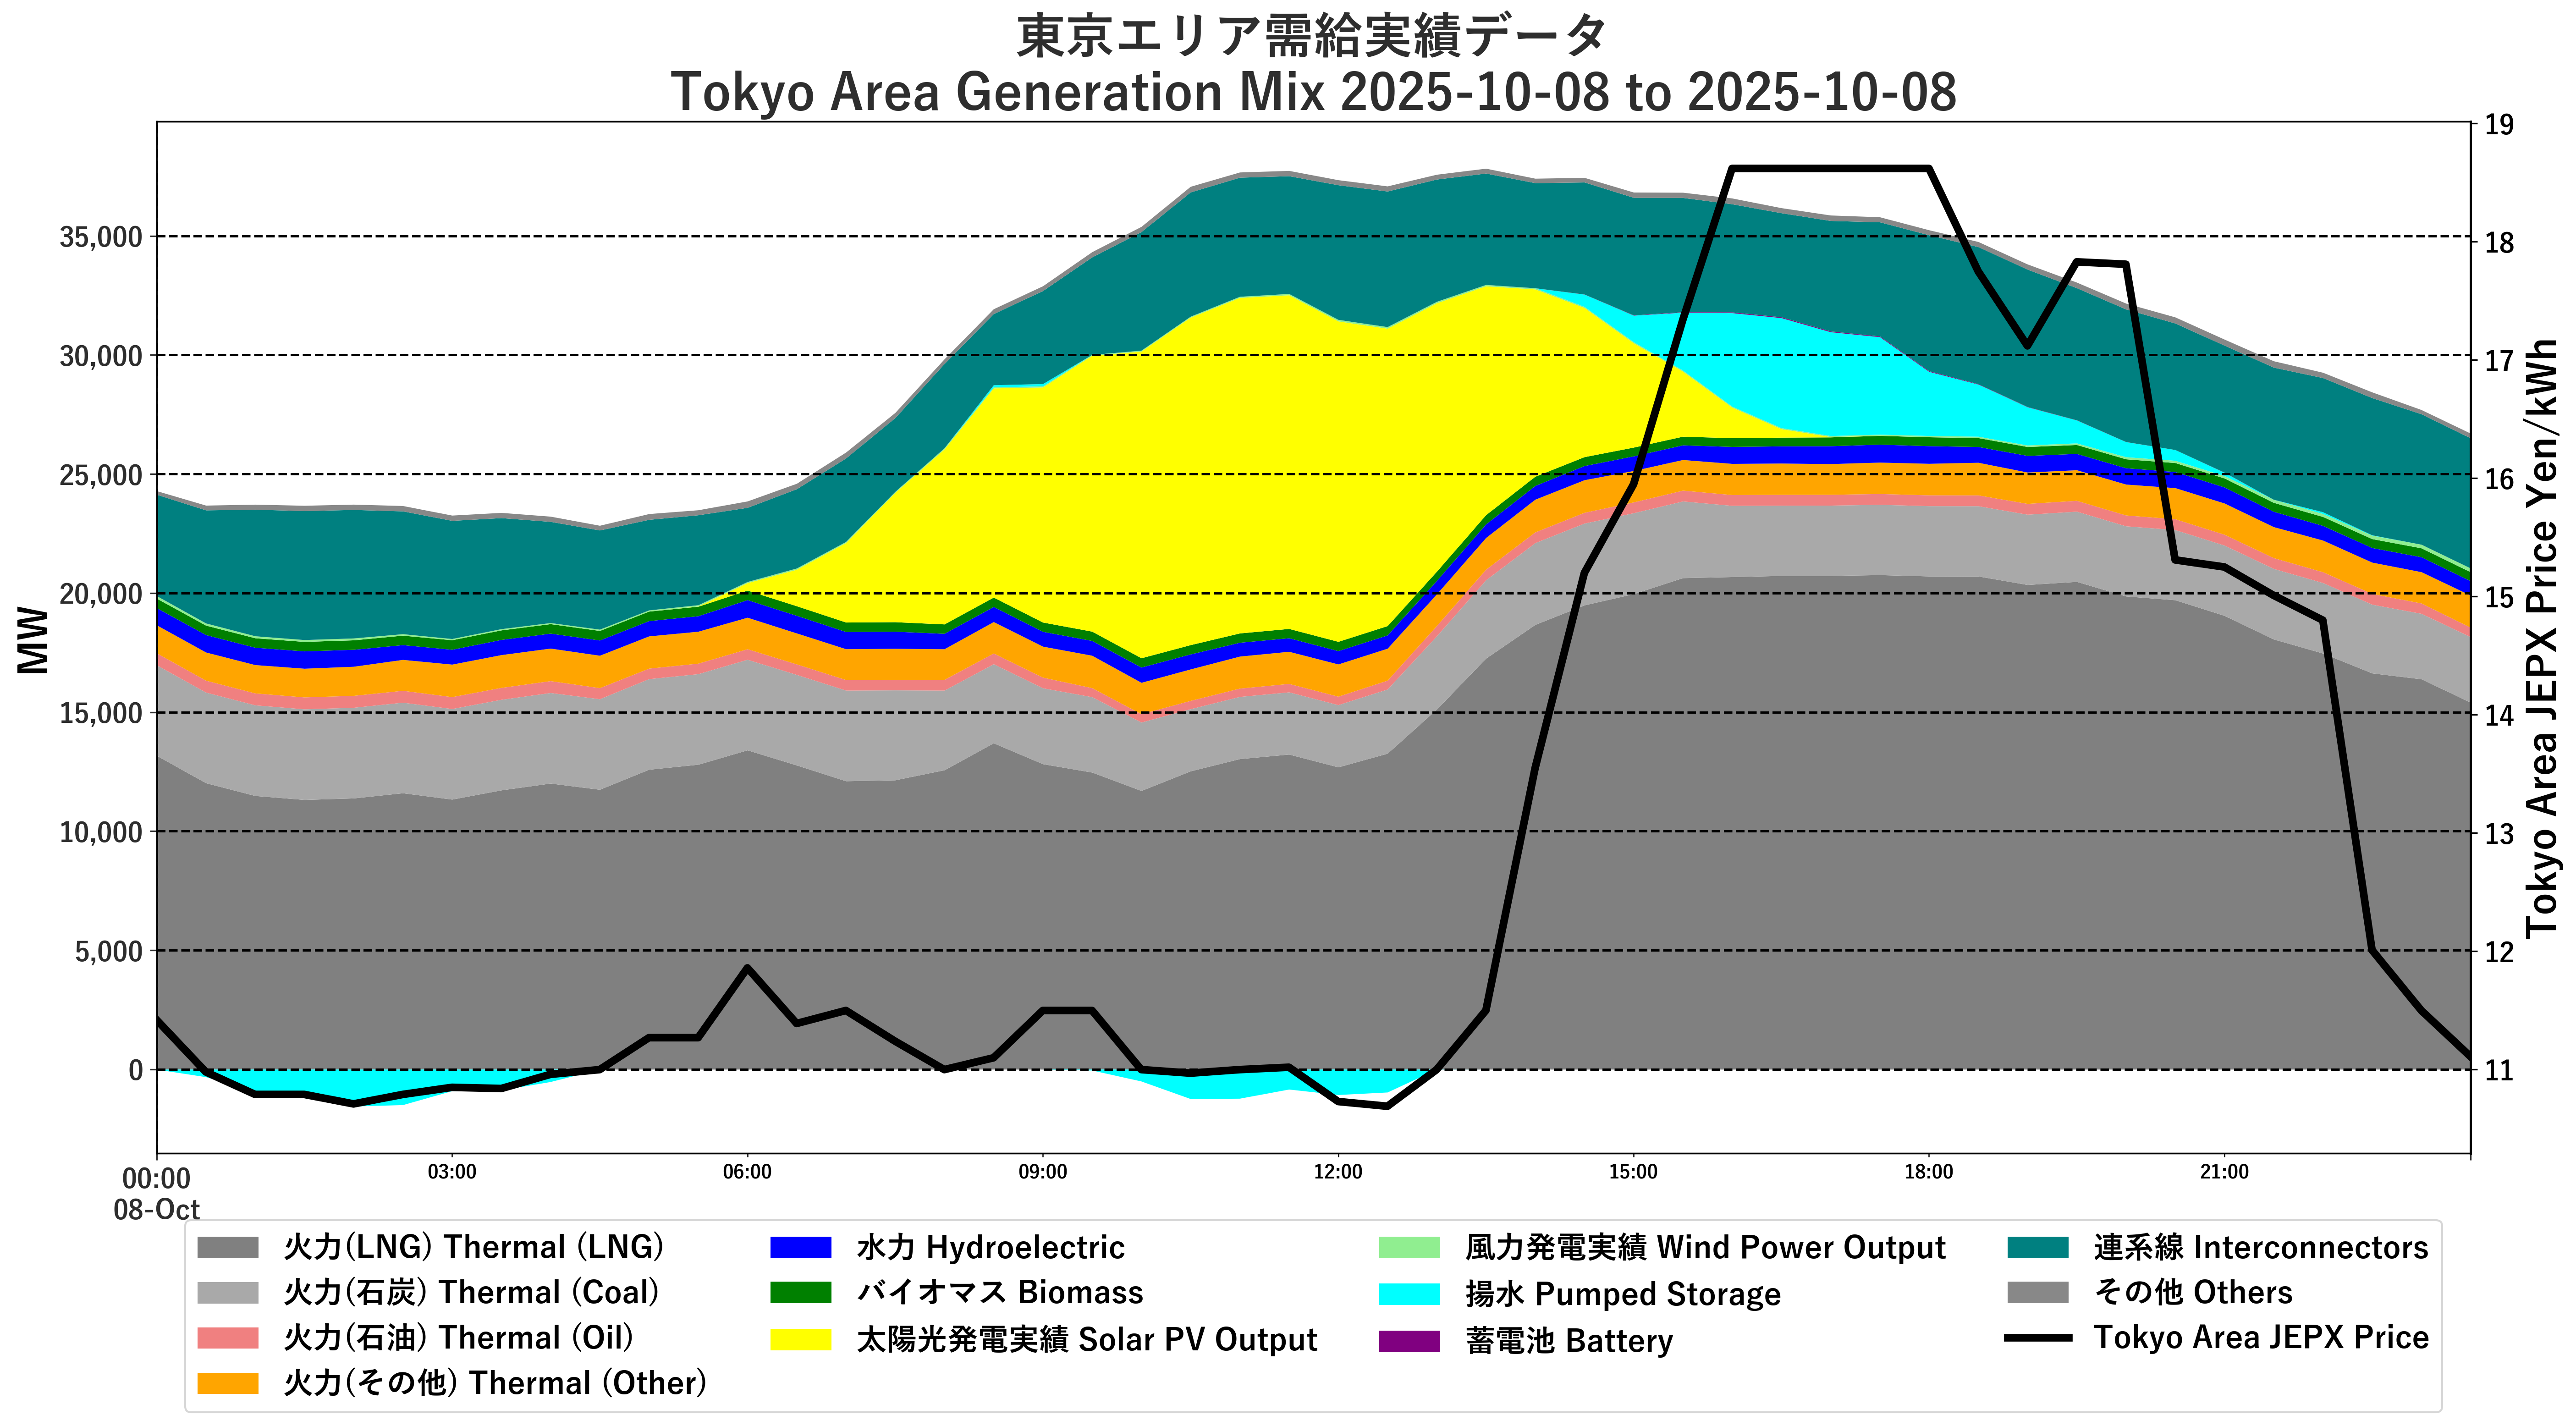 東京エリア需給実績データ
Tokyo Area Generation Mix 2025-10-08 to 2025-10-08
MW
35,000
30,000
25,000
20,000
15,000
10,000
5,000
0
19
18
17
16
15
14
13
12
11
Tokyo Area JEPX Price Yen/kWh
00:00
08-Oct
03:00
06:00
09:00
12:00
15:00
18:00
21:00
火力(LNG) Thermal (LNG)
火力(石炭) Thermal (Coal)
火力(石油) Thermal (Oil)
火力(その他) Thermal (Other)
水力 Hydroelectric
バイオマス Biomass
太陽光発電実績 Solar PV Output
風力発電実績 Wind Power Output
揚水 Pumped Storage
蓄電池 Battery
連系線 Interconnectors
その他 Others
Tokyo Area JEPX Price